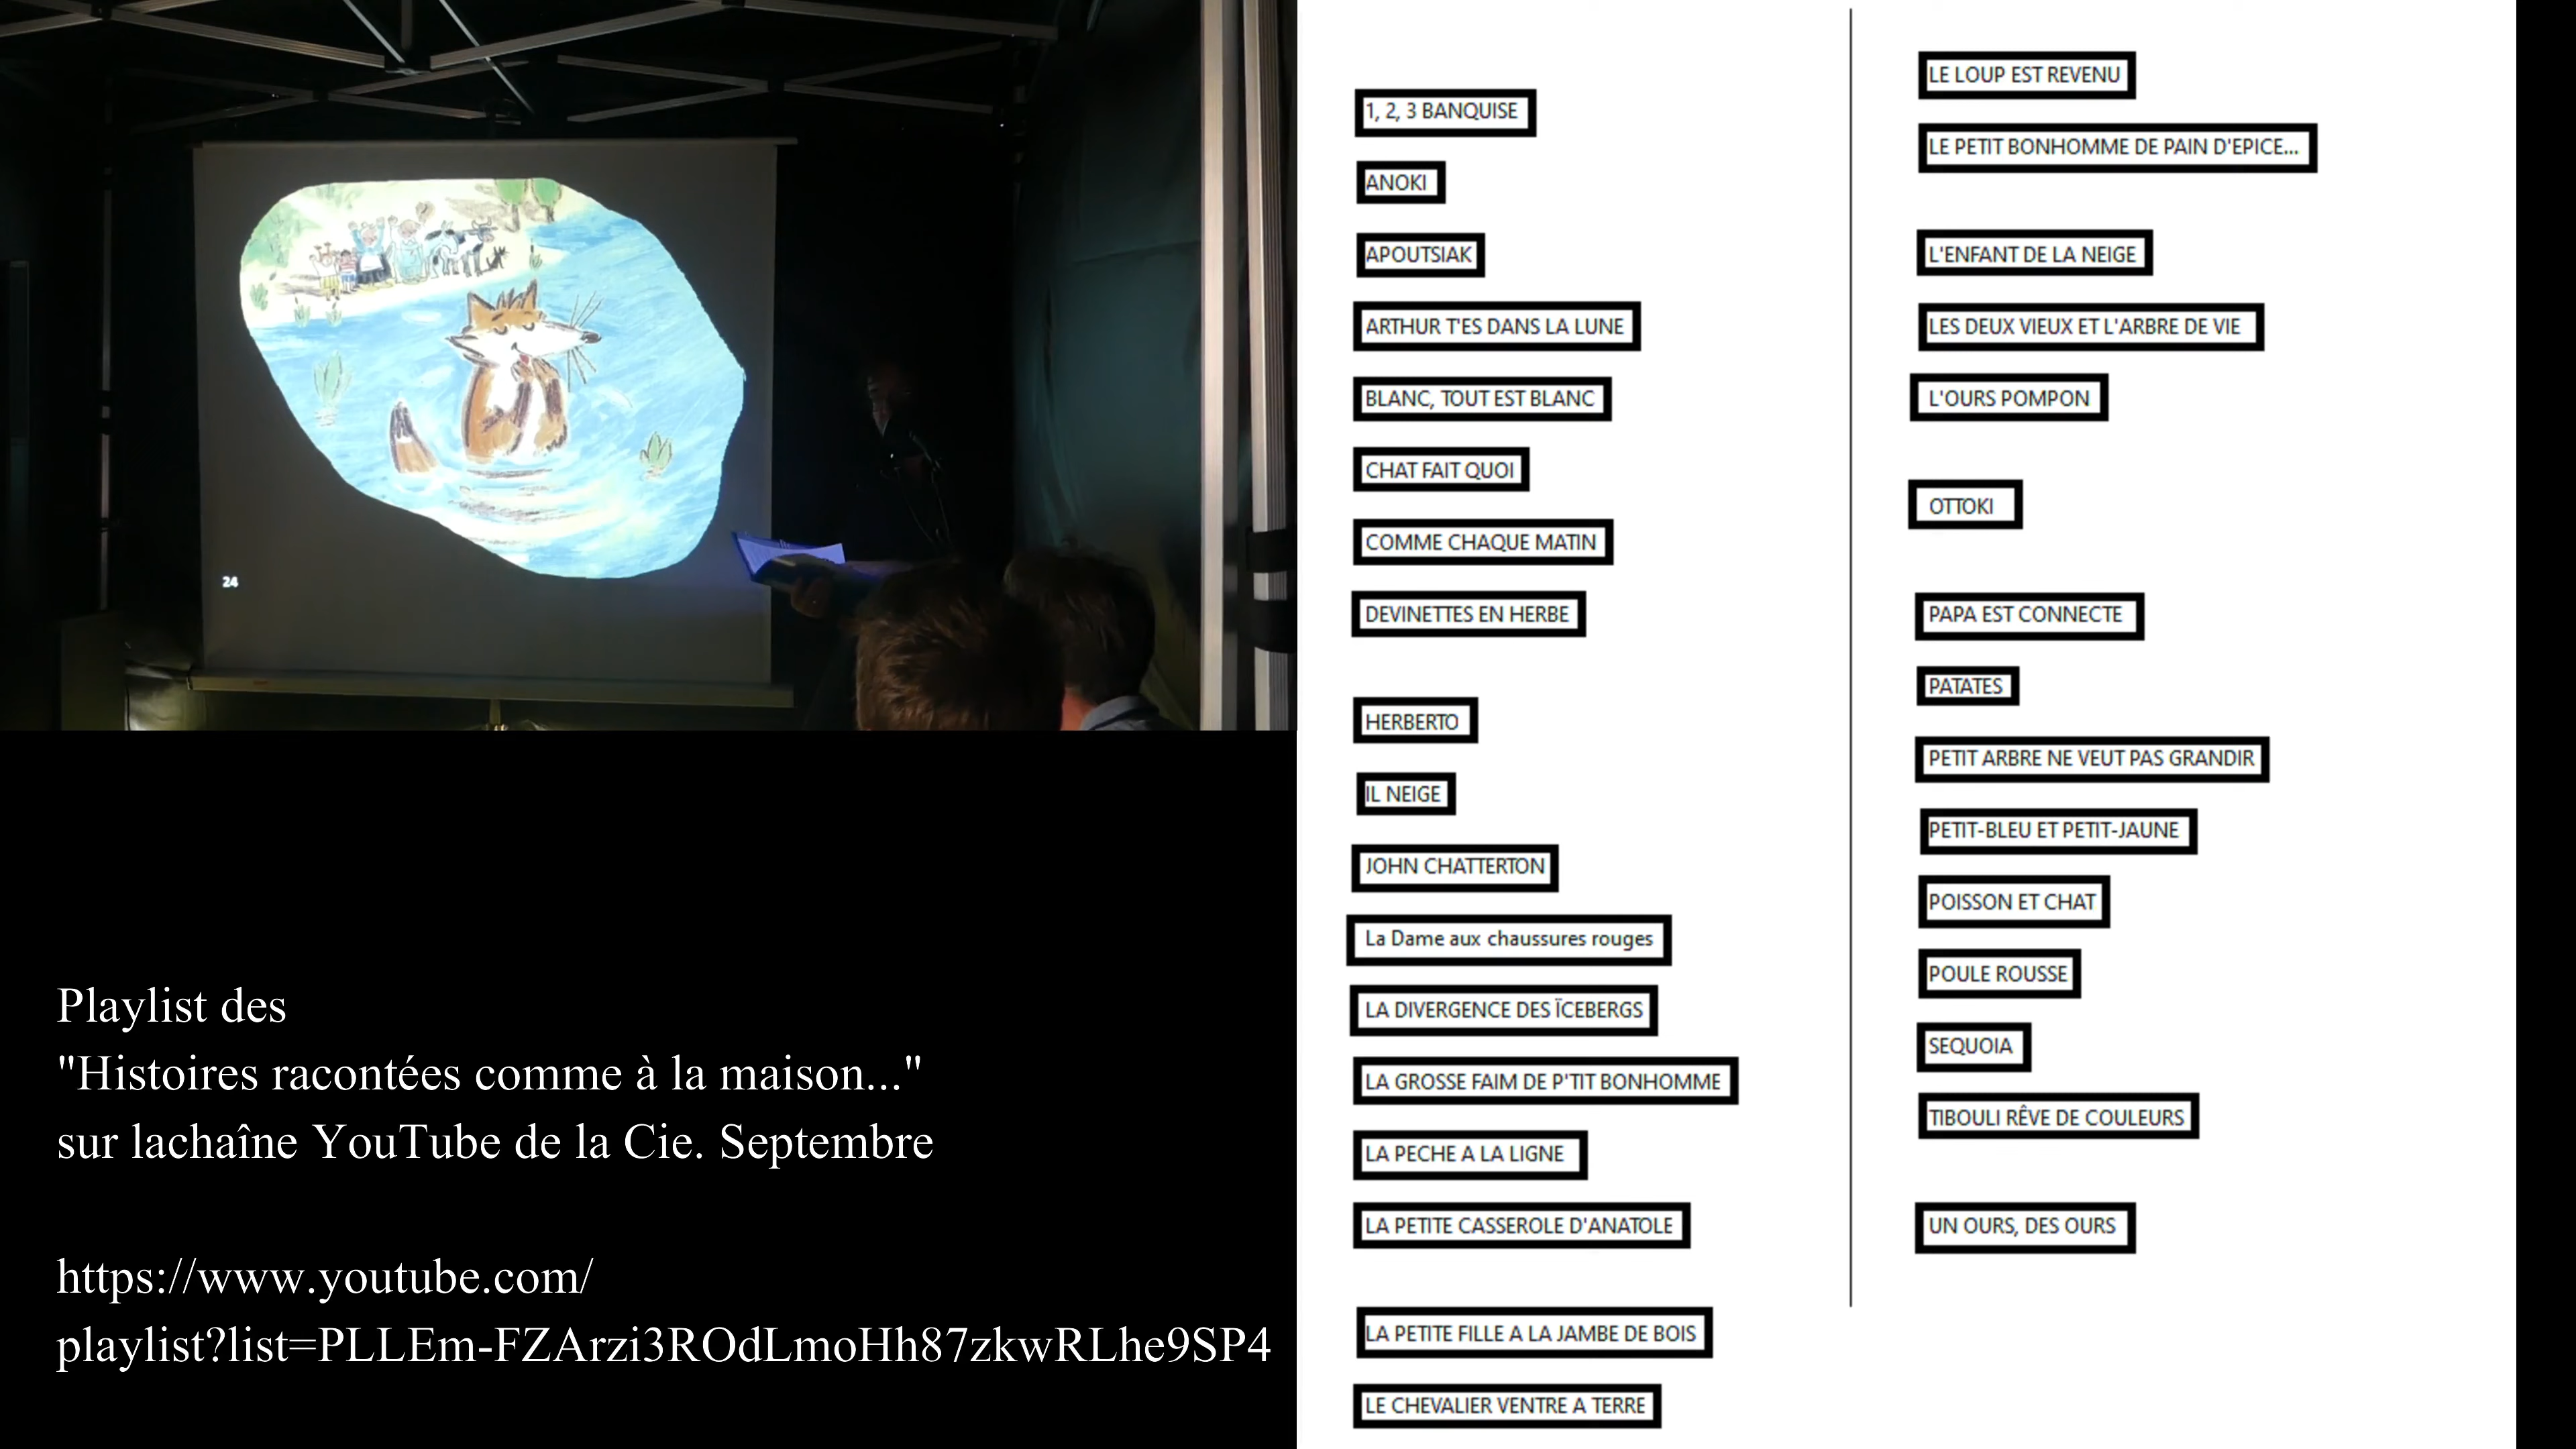 24
Playlist des
"Histoires racontées comme à la maison..."
sur lachaîne YouTube de la Cie. Septembre
https://www.youtube.com/
playlist?list=PLLEm-FZArzi3ROdLmoHh87zkwRLhe9SP4
1, 2, 3 BANQUISE
ANOKI
APOUTSIAK
ARTHUR T'ES DANS LA LUNE
BLANC, TOUT EST BLANC
CHAT FAIT QUOI
COMME CHAQUE MATIN
DEVINETTES EN HERBE
HERBERTO
IL NEIGE
JOHN CHATTERTON
La Dame aux chaussures rouges
LA DIVERGENCE DES ÏCEBERGS
LA GROSSE FAIM DE P'TIT BONHOMME
LA PECHE A LA LIGNE
LA PETITE CASSEROLE D'ANATOLE
LA PETITE FILLE A LA JAMBE DE BOIS
LE CHEVALIER VENTRE A TERRE
LE LOUP EST REVENU
LE PETIT BONHOMME DE PAIN D'EPICE...
L'ENFANT DE LA NEIGE
LES DEUX VIEUX ET L'ARBRE DE VIE
L'OURS POMPON
OTTOKI
PAPA EST CONNECTE
PATATES
PETIT ARBRE NE VEUT PAS GRANDIR
PETIT-BLEU ET PETIT-JAUNE
POISSON ET CHAT
POULE ROUSSE
SEQUOIA
TIBOULI RÊVE DE COULEURS
UN OURS, DES OURS